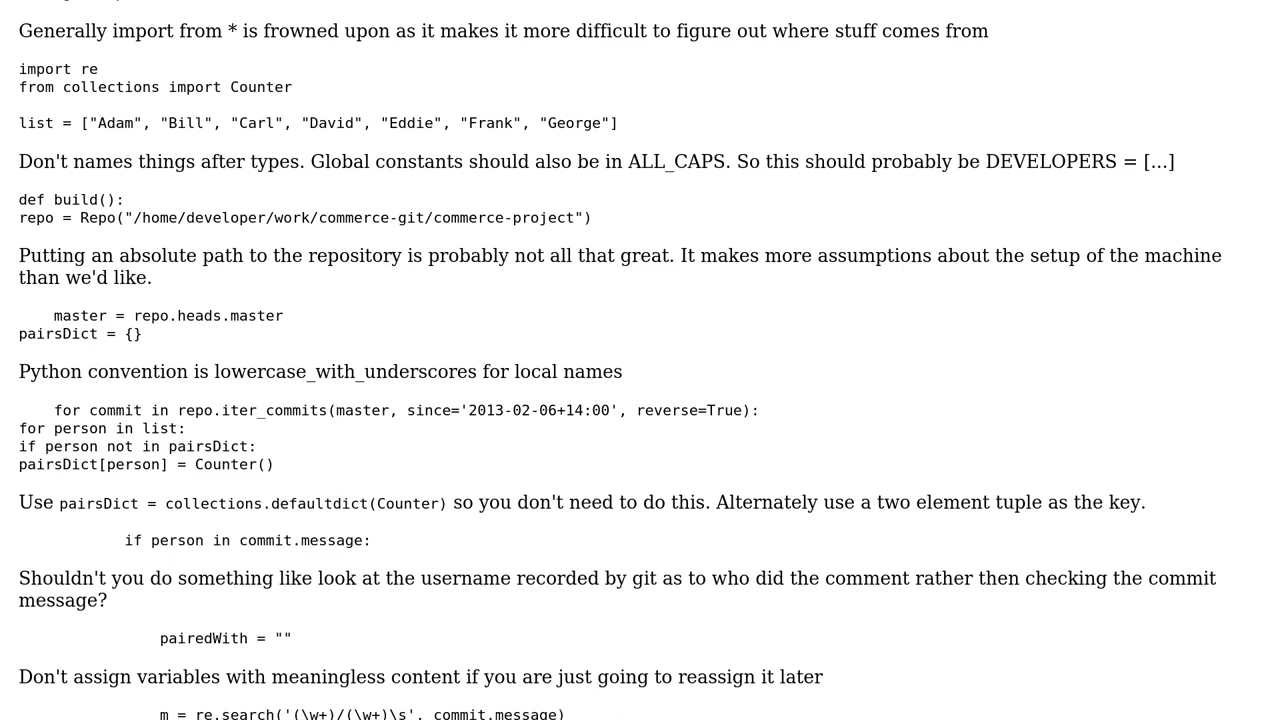 Generally import from * is frowned upon as it makes it more difficult to figure out where stuff comes from
import re
from collections import Counter
list = ["Adam", "Bill", "Carl", "David", "Eddie", "Frank", "George"]
Don't names things after types. Global constants should also be in ALL_CAPS. So this should probably be DEVELOPERS = [...]
def build():
repo = Repo("/home/developer/work/commerce-git/commerce-project")
Putting an absolute path to the repository is probably not all that great. It makes more assumptions about the setup of the machine
than we'd like.
    master = repo.heads.master
pairsDict = {}
Python convention is lowercase_with_underscores for local names
    for commit in repo.iter_commits(master, since='2013-02-06+14:00', reverse=True):
for person in list:
if person not in pairsDict:
pairsDict[person] = Counter()
Use pairsDict = collections.defaultdict(Counter) so you don't need to do this. Alternately use a two element tuple as the key.
            if person in commit.message:
Shouldn't you do something like look at the username recorded by git as to who did the comment rather then checking the commit
message?
                pairedWith = ""
Don't assign variables with meaningless content if you are just going to reassign it later
                m = re.search('(\w+)/(\w+)\s', commit.message)